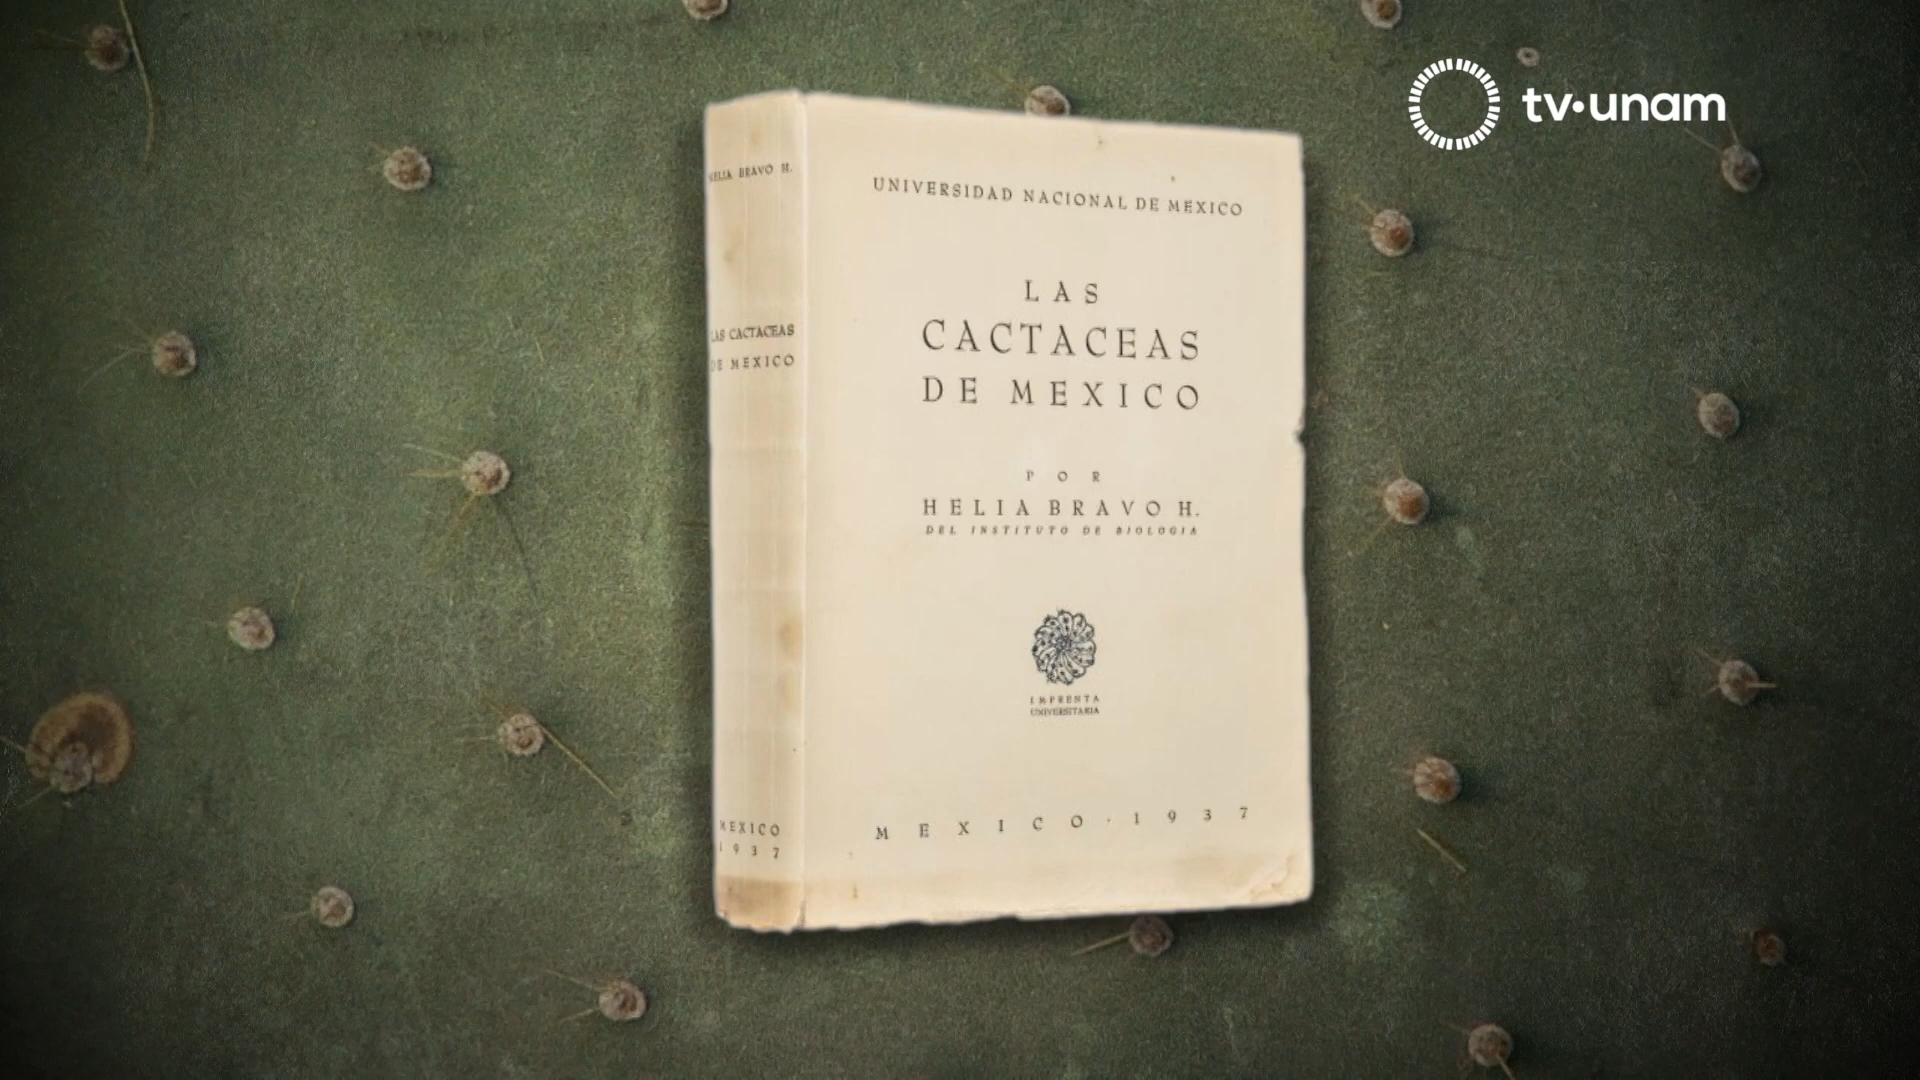 tv·unam
HELIA BRAVO H.
LAS CACTACEAS
DE MEXICO
MEXICO
1937
UNIVERSIDAD NACIONAL DE MEXICO
LAS
CACTACEAS
DE MEXICO
POR
HELIA BRAVO H.
DEL INSTITUTO DE BIOLOGIA
IMPRENTA
UNIVERSITARIA
MEXICO · 1937